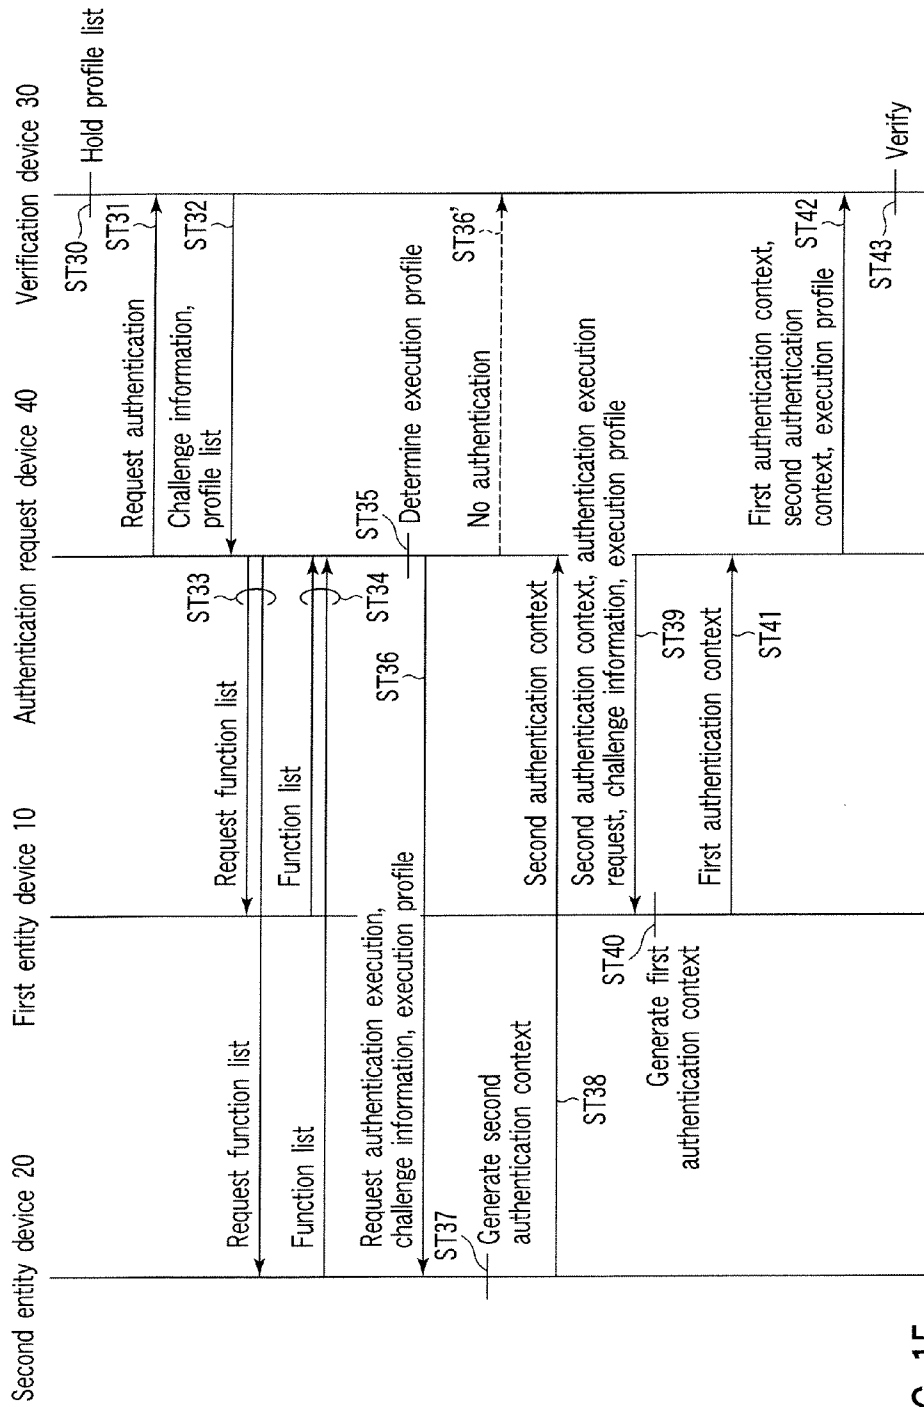 Second entity device 20
First entity device 10
Authentication request device 40
Verification device 30
ST30
Hold profile list
Request authentication
ST31
Challenge information,
profile list
ST32
Request function list
Request function list
ST33
Function list
Function list
ST34
ST35
Determine execution profile
Request authentication execution,
challenge information, execution profile
ST36
No authentication
ST36'
ST37
Generate second
authentication context
Second authentication context
ST38
Second authentication context, authentication execution
request, challenge information, execution profile
ST39
ST40
Generate first
authentication context
First authentication context
ST41
First authentication context,
second authentication
context, execution profile
ST42
ST43
Verify